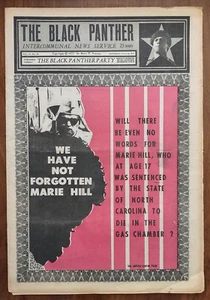 THE BLACK PANTHER
INTERCOMMUNAL NEWS SERVICE
25 cents
THE BLACK PANTHER PARTY
WE
HAVE
NOT
FORGOTTEN
MARIE HILL
WILL THERE
BE EVEN NO
WORDS FOR
MARIE HILL, WHO
AT AGE 17
WAS SENTENCED
BY THE STATE
OF NORTH
CAROLINA TO
DIE IN THE
GAS CHAMBER ?